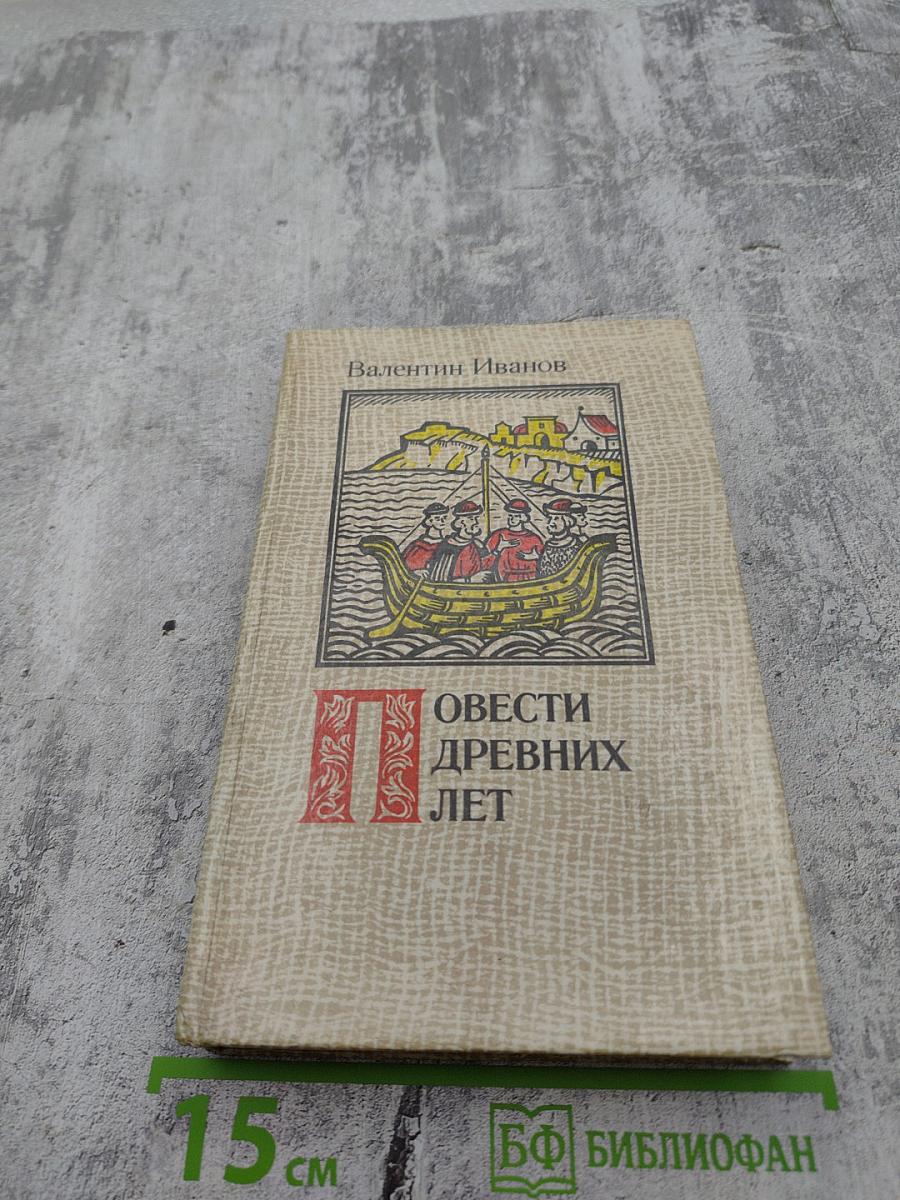 Валентин Иванов
ПОВЕСТИ
ДРЕВНИХ
ЛЕТ
15 см
БФ БИБЛИОФАН